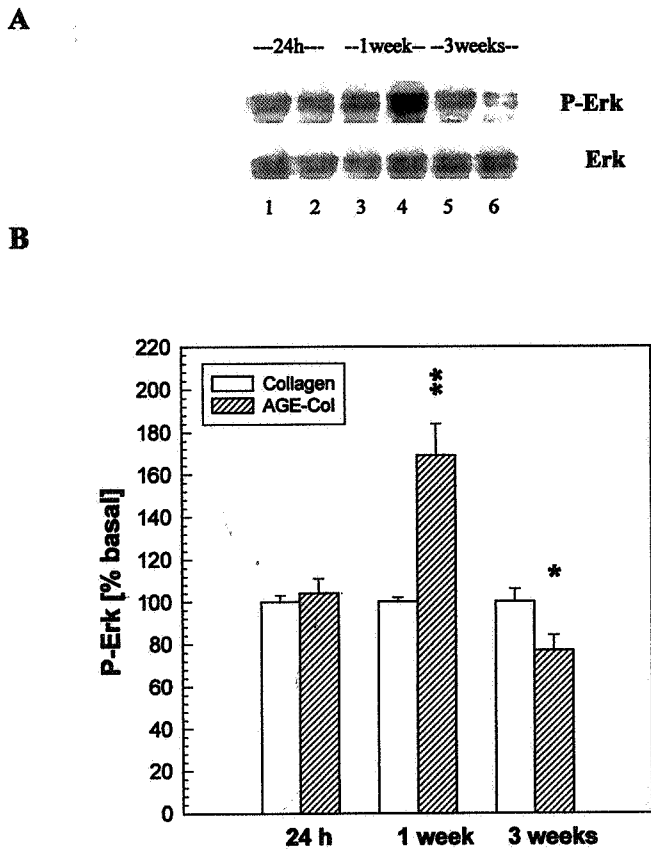 A
---24h--- --1week-- --3weeks--
P-Erk
Erk
1 2 3 4 5 6
B
220
200
180
160
140
120
100
80
60
40
20
0
P-Erk [% basal]
Collagen
AGE-Col
**
*
24 h 1 week 3 weeks